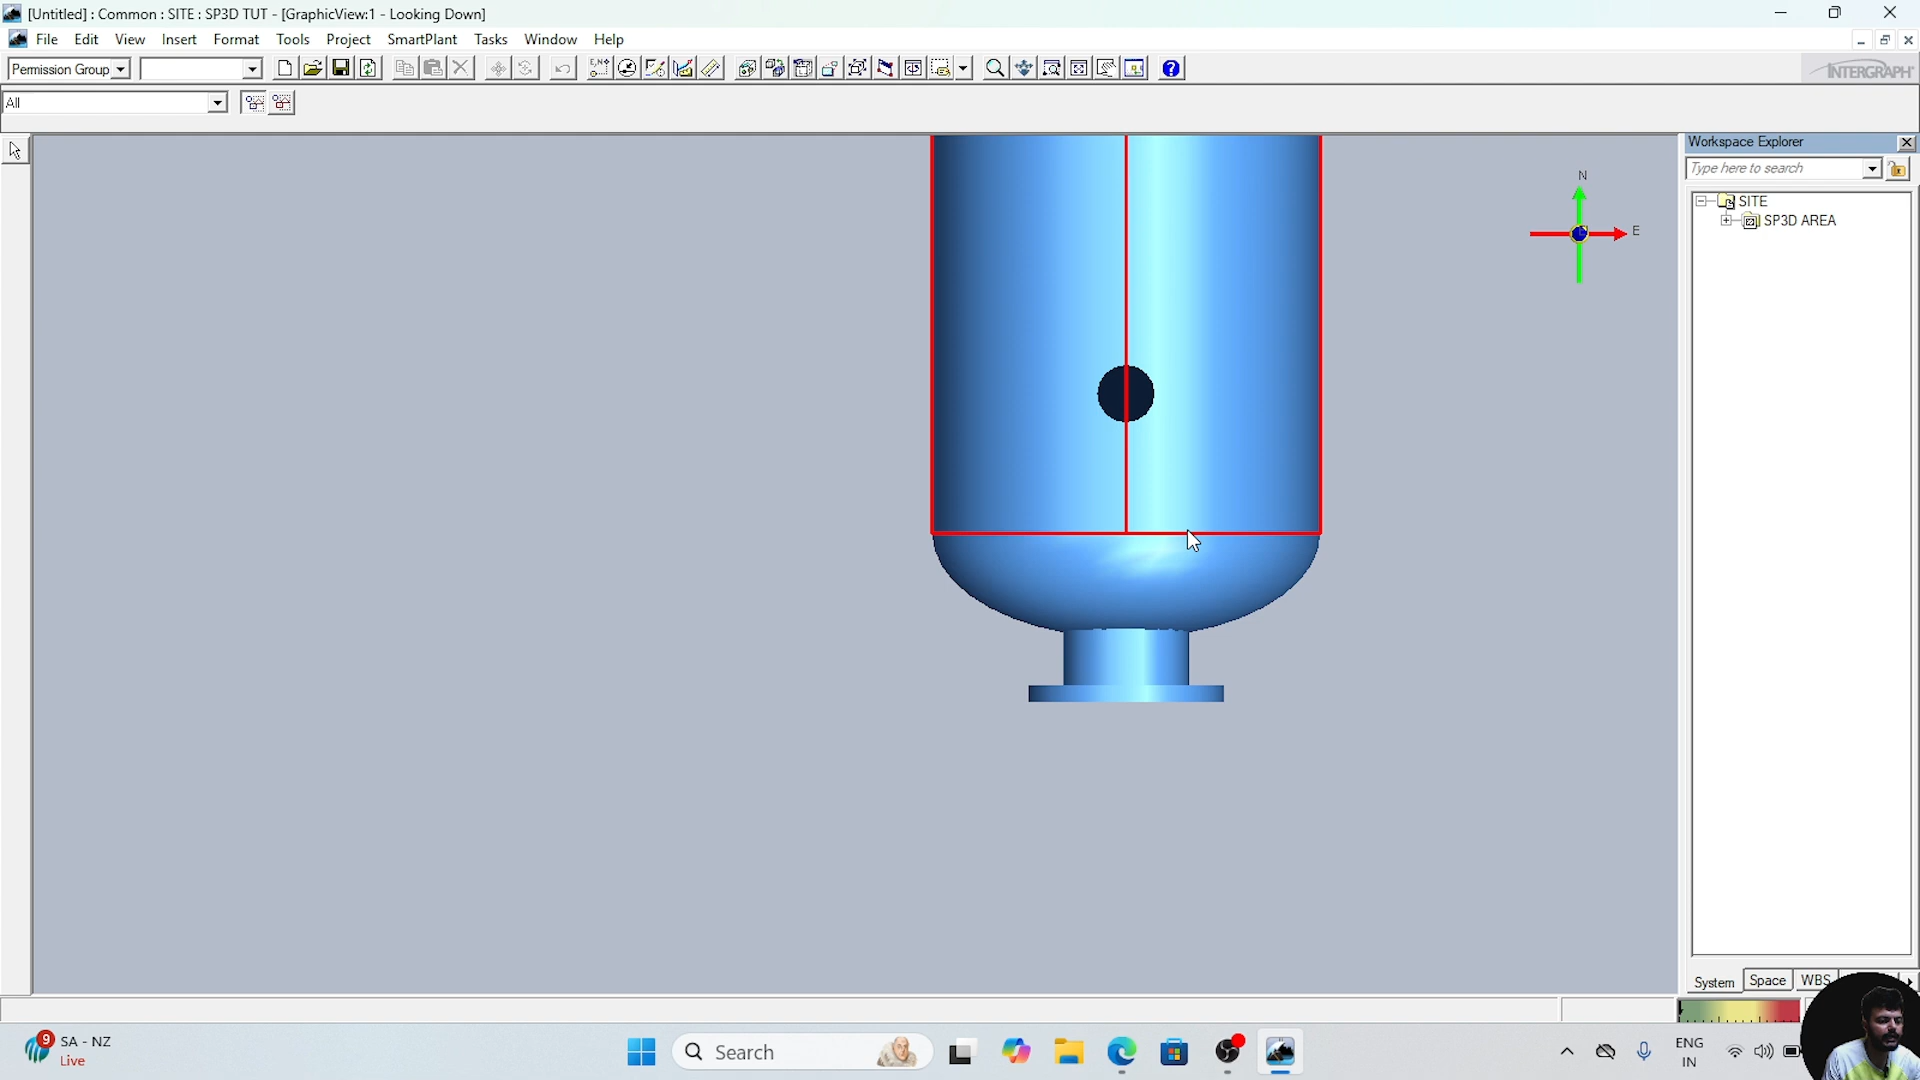 [Untitled] : Common : SITE : SP3D TUT - [GraphicView:1 - Looking Down]
File Edit View Insert Format Tools Project SmartPlant Tasks Window Help
Permission Group
INTERGRAPH
All
Workspace Explorer
Type here to search
SITE
SP3D AREA
N
E
System Space WBS
9
SA - NZ
Live
Search
ENG
IN